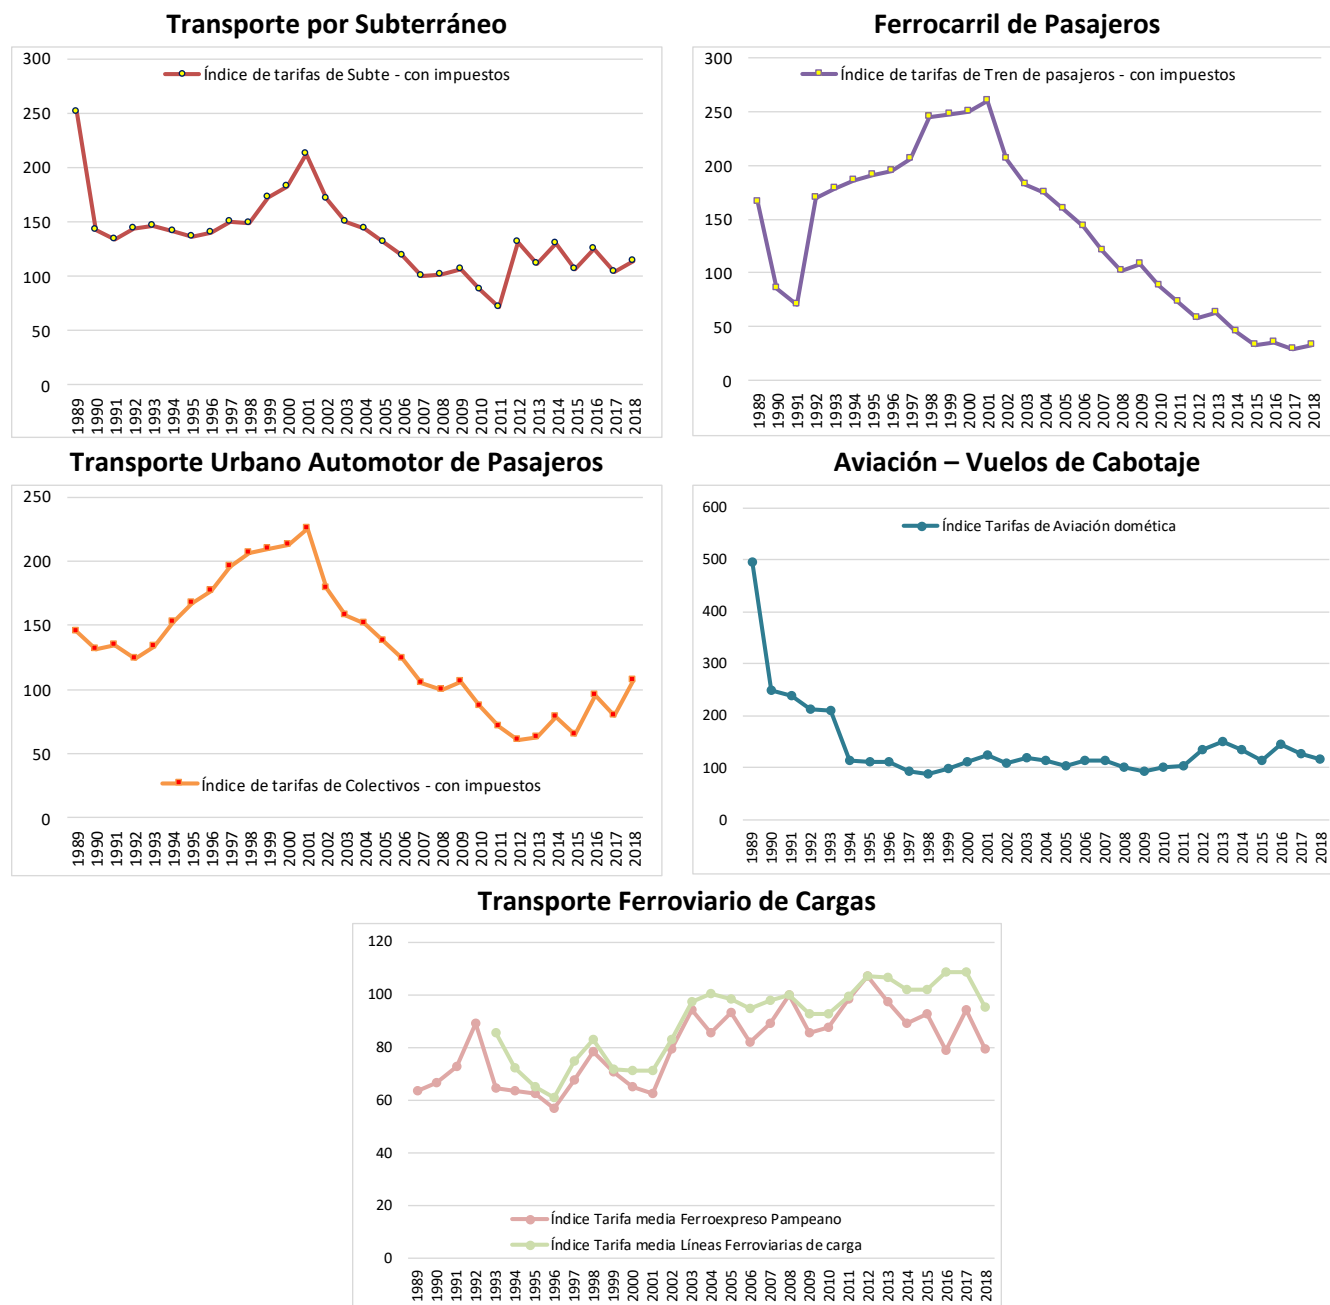 Transporte por Subterráneo
300
250
200
150
100
50
0
Índice de tarifas de Subte - con impuestos
1989 1990 1991 1992 1993 1994 1995 1996 1997 1998 1999 2000 2001 2002 2003 2004 2005 2006 2007 2008 2009 2010 2011 2012 2013 2014 2015 2016 2017 2018
Ferrocarril de Pasajeros
300
250
200
150
100
50
0
Índice de tarifas de Tren de pasajeros - con impuestos
1989 1990 1991 1992 1993 1994 1995 1996 1997 1998 1999 2000 2001 2002 2003 2004 2005 2006 2007 2008 2009 2010 2011 2012 2013 2014 2015 2016 2017 2018
Transporte Urbano Automotor de Pasajeros
250
200
150
100
50
0
Índice de tarifas de Colectivos - con impuestos
1989 1990 1991 1992 1993 1994 1995 1996 1997 1998 1999 2000 2001 2002 2003 2004 2005 2006 2007 2008 2009 2010 2011 2012 2013 2014 2015 2016 2017 2018
Aviación – Vuelos de Cabotaje
600
500
400
300
200
100
0
Índice Tarifas de Aviación dométic​a
1989 1990 1991 1992 1993 1994 1995 1996 1997 1998 1999 2000 2001 2002 2003 2004 2005 2006 2007 2008 2009 2010 2011 2012 2013 2014 2015 2016 2017 2018
Transporte Ferroviario de Cargas
120
100
80
60
40
20
0
Índice Tarifa media Ferroexpreso Pampeano
Índice Tarifa media Líneas Ferroviarias de carga
1989 1990 1991 1992 1993 1994 1995 1996 1997 1998 1999 2000 2001 2002 2003 2004 2005 2006 2007 2008 2009 2010 2011 2012 2013 2014 2015 2016 2017 2018